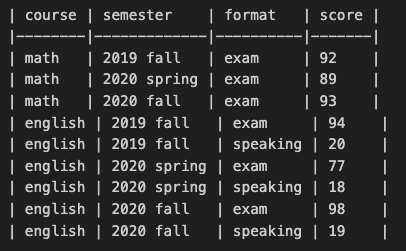 | course | semester    | format   | score |
|--------|-------------|----------|-------|
| math   | 2019 fall   | exam     | 92    |
| math   | 2020 spring | exam     | 89    |
| math   | 2020 fall   | exam     | 93    |
| english | 2019 fall   | exam     | 94    |
| english | 2019 fall   | speaking | 20    |
| english | 2020 spring | exam     | 77    |
| english | 2020 spring | speaking | 18    |
| english | 2020 fall   | exam     | 98    |
| english | 2020 fall   | speaking | 19    |